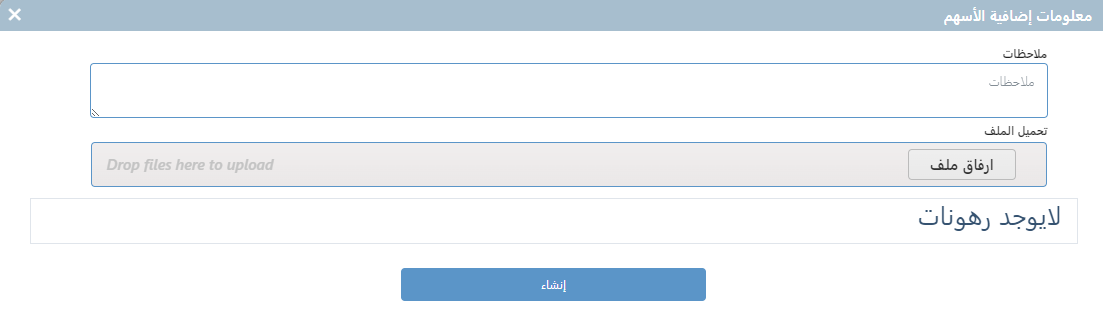 معلومات إضافية الأسهم
ملاحظات
ملاحظات
تحميل الملف
ارفاق ملف Drop files here to upload
لايوجد رهونات
إنشاء